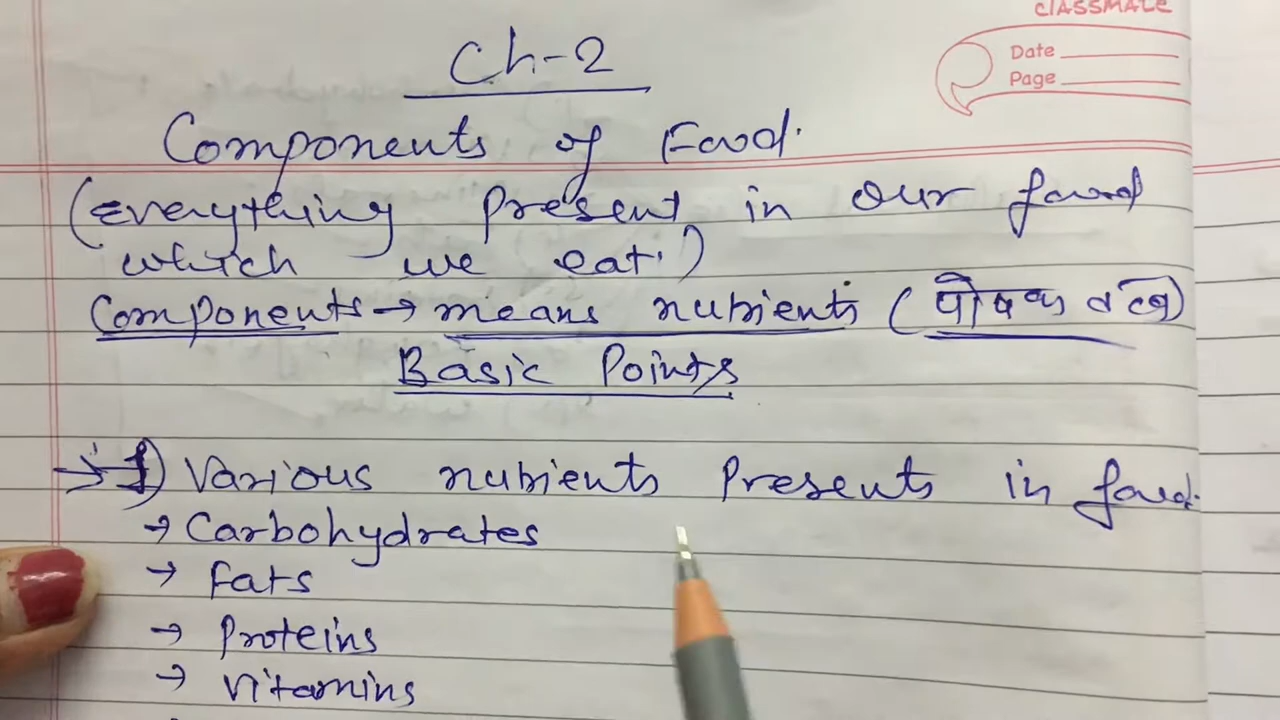 CLASSMATE
Date
Page
Ch-2
Components of Food.
(everything present in our food
which we eat.)
Components → means nutrients (पोषक तत्व)
Basic Points
→ 1) Various nutrients Presents in food.
→ Carbohydrates
→ Fats
→ Proteins
→ Vitamins